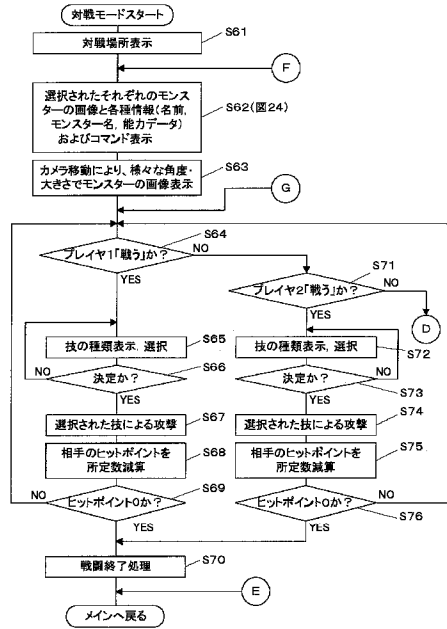 対戦モードスタート
S61
対戦場所表示
F
選択されたそれぞれのモンス
ターの画像と各種情報(名前,
モンスター名, 能力データ)
およびコマンド表示
S62(図24)
S63
カメラ移動により、様々な角度・
大きさでモンスターの画像表示
G
S64
プレイヤ1「戦う」か?
NO
YES
S71
プレイヤ2「戦う」か?
NO
YES
D
S65
技の種類表示, 選択
S66
NO
決定か?
YES
技の種類表示, 選択
S72
決定か?
NO
S73
YES
S67
選択された技による攻撃
S74
選択された技による攻撃
S68
相手のヒットポイントを
所定数減算
S75
相手のヒットポイントを
所定数減算
S69
NO
ヒットポイント0か?
YES
ヒットポイント0か?
NO
S76
YES
S70
戦闘終了処理
E
メインへ戻る